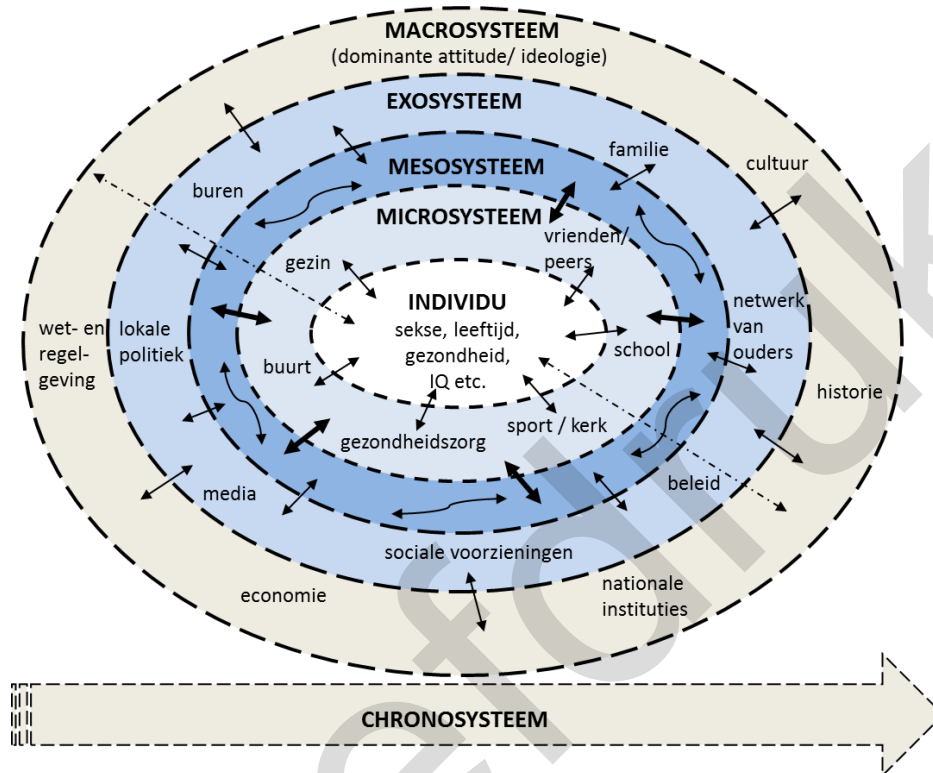 MACROSYSTEEM
(dominante attitude/ ideologie)
EXOSYSTEEM
familie
cultuur
MESOSYSTEEM
buren
MICROSYSTEEM
vrienden/
peers
gezin
INDIVIDU
sekse, leeftijd,
gezondheid,
IQ etc.
netwerk
van
ouders
wet- en
regel-
geving
lokale
politiek
school
buurt
historie
sport / kerk
gezondheidszorg
beleid
media
sociale voorzieningen
economie
nationale
instituties
CHRONOSYSTEEM